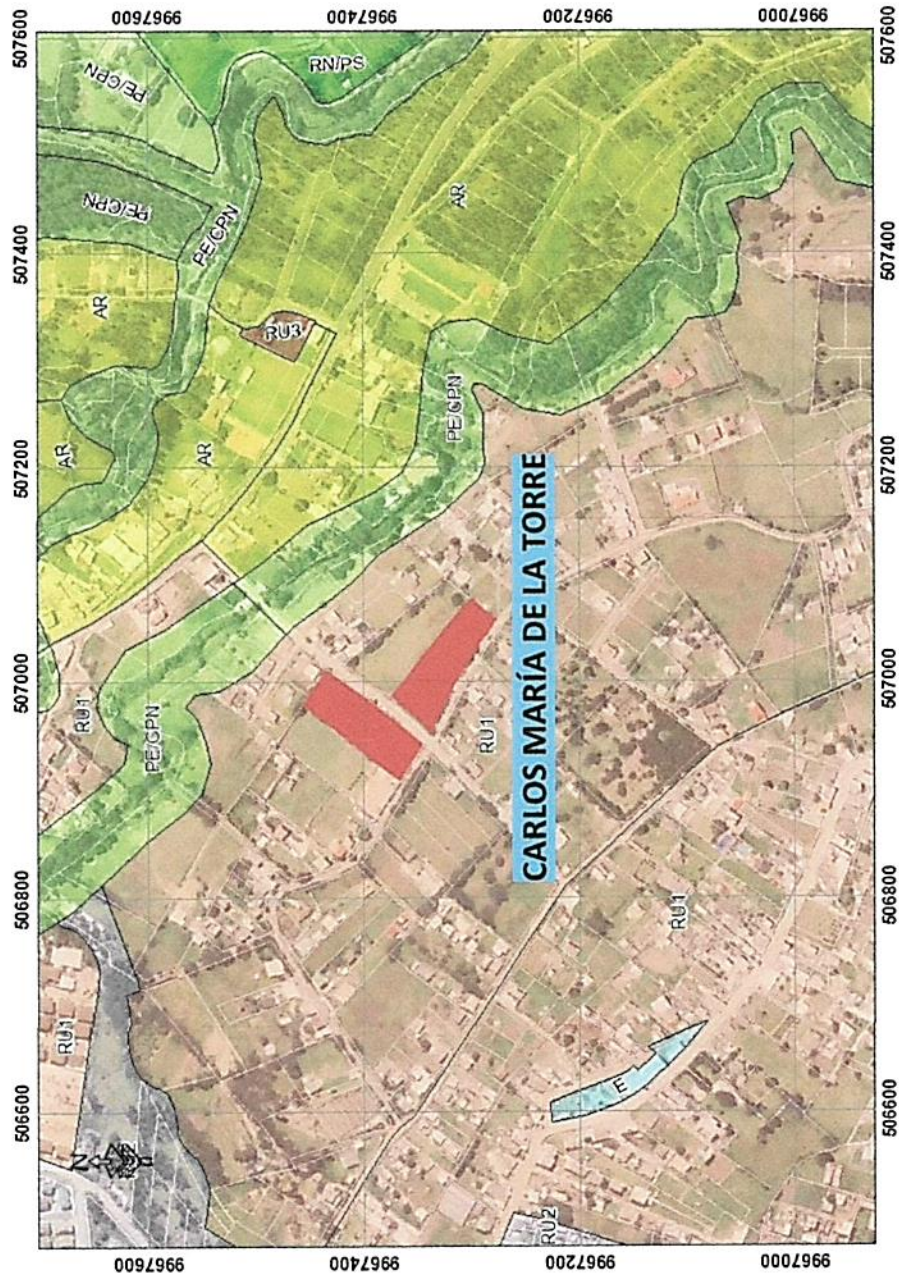 506600 506800 507000 507200 507400 507600
9967600 9967600
N
RU1
RU1
AR
AR
PE/CPN
PE/CPN
PE/CPN
AR
PE/CPN
RU3
RN/PS
9967400 9967400
PE/CPN
AR
RU1
CARLOS MARÍA DE LA TORRE
RU2
9967200 9967200
E
RU1
9967000 9967000
506600 506800 507000 507200 507400 507600